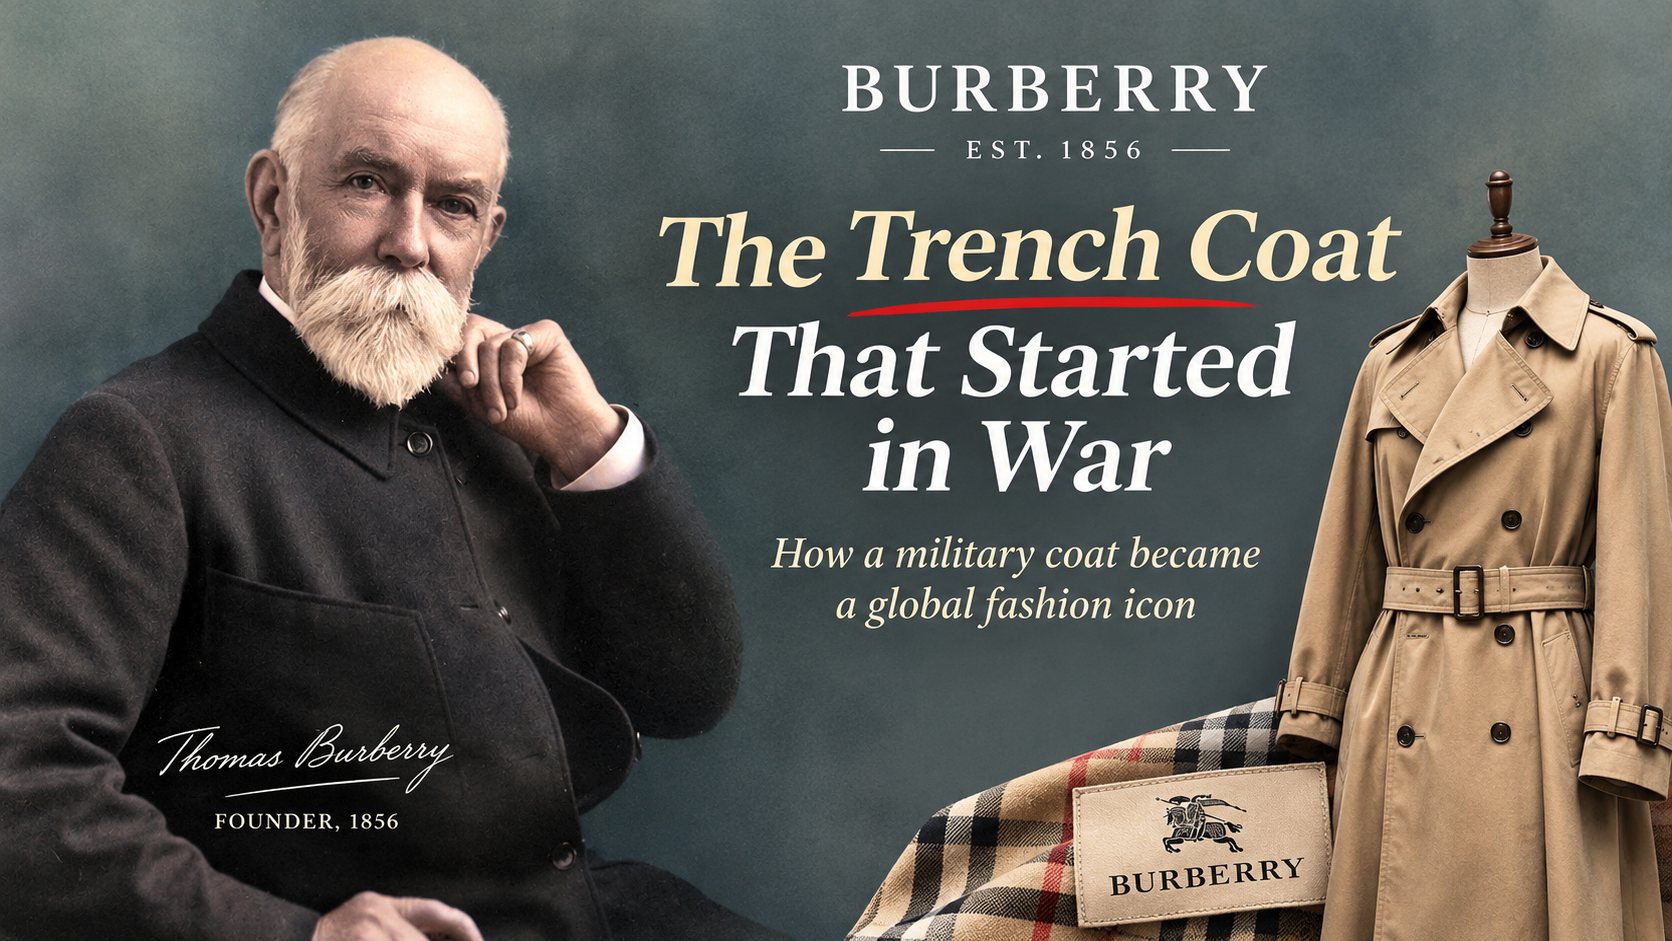 BURBERRY
EST. 1856
The Trench Coat
That Started
in War
How a military coat became
a global fashion icon
Thomas Burberry
FOUNDER, 1856
BURBERRY